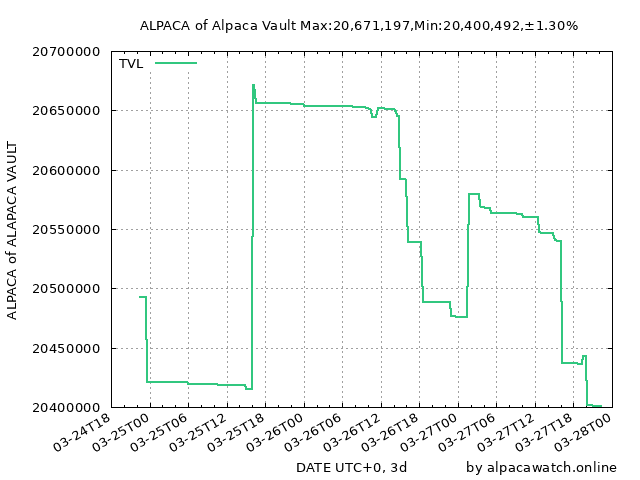 ALPACA of Alpaca Vault Max:20,671,197,Min:20,400,492,±1.30%
TVL
20700000
20650000
20600000
20550000
20500000
20450000
20400000
ALPACA of ALAPACA VAULT
03-24T18
03-25T00
03-25T06
03-25T12
03-25T18
03-26T00
03-26T06
03-26T12
03-26T18
03-27T00
03-27T06
03-27T12
03-27T18
03-28T00
DATE UTC+0, 3d by alpacawatch.online